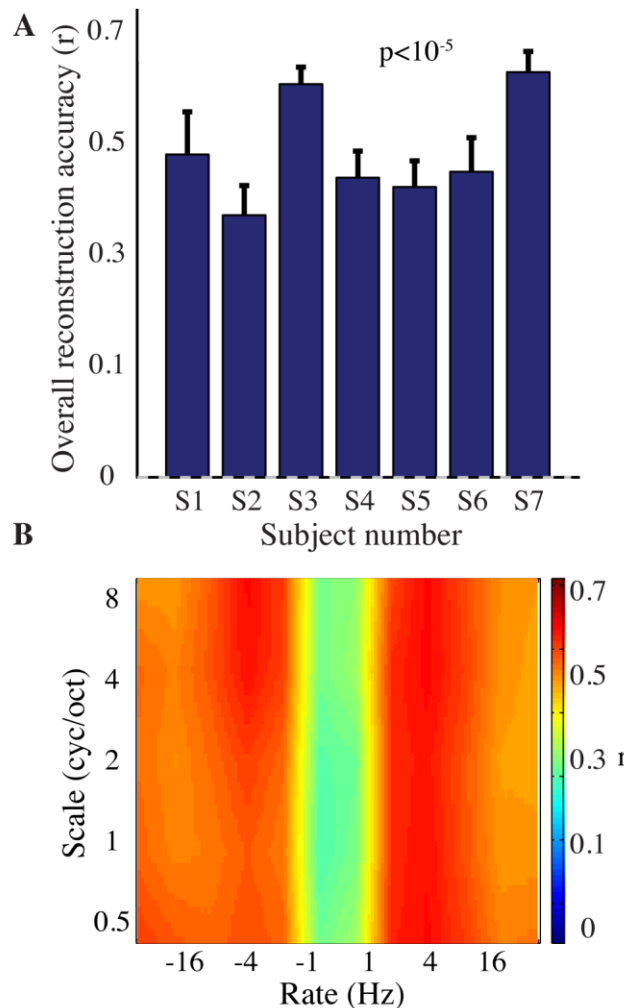 A
Overall reconstruction accuracy (r)
0.7
0.5
0.3
0.1
0
p<10⁻⁵
S1 S2 S3 S4 S5 S6 S7
Subject number
B
Scale (cyc/oct)
8
4
2
1
0.5
-16 -4 -1 1 4 16
Rate (Hz)
0.7
0.5
0.3
0.1
0
r